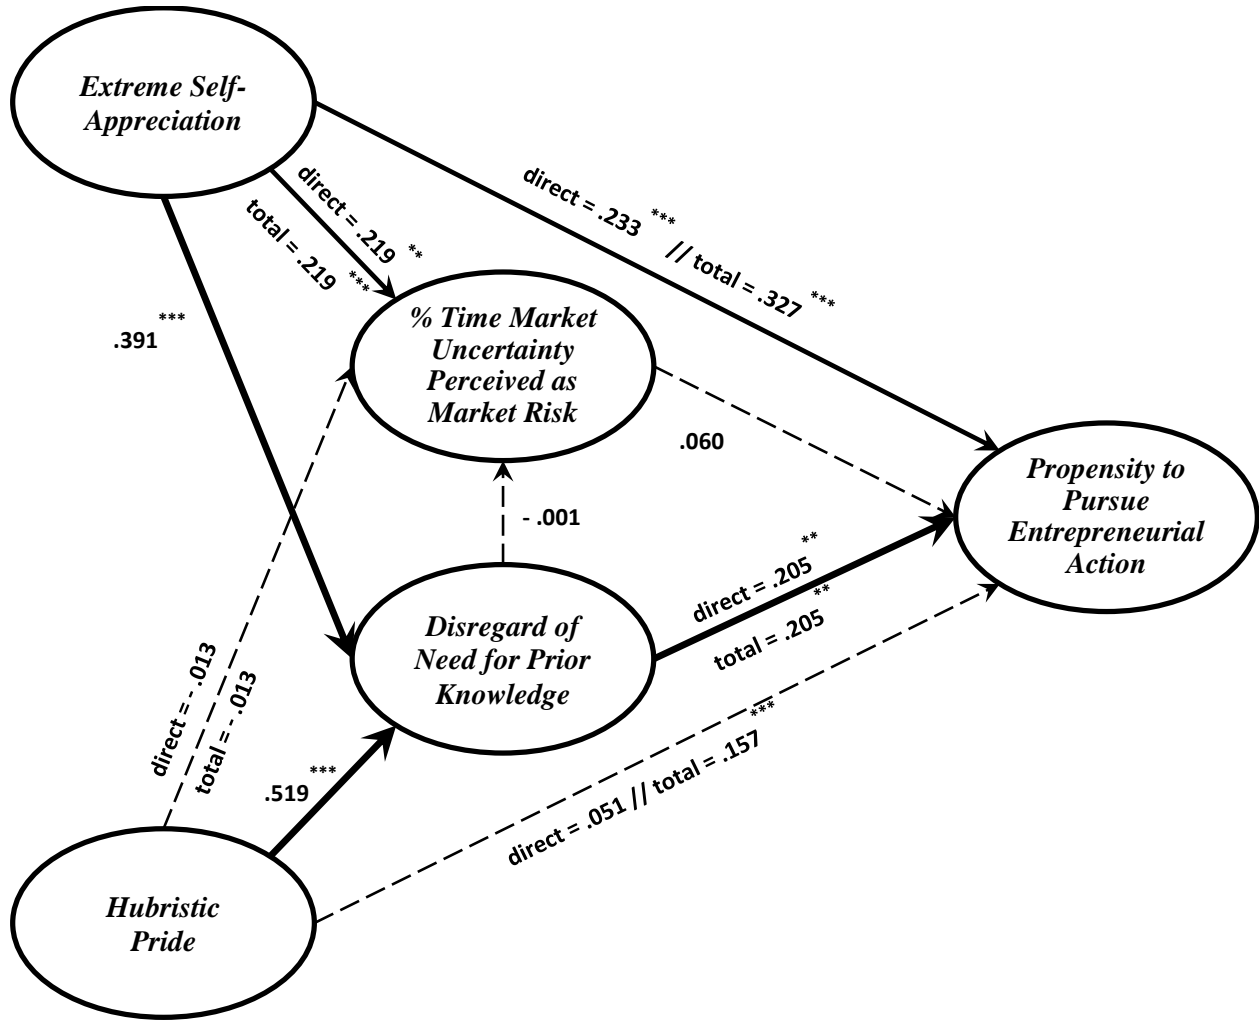 Extreme Self-
Appreciation
direct = .219 **
total = .219 ***
direct = .233 *** // total = .327 ***
.391 ***
% Time Market
Uncertainty
Perceived as
Market Risk
.060
Propensity to
Pursue
Entrepreneurial
Action
- .001
direct = .205 **
total = .205 **
Disregard of
Need for Prior
Knowledge
direct = - .013
total = - .013
.519 ***
direct = .051 // total = .157 ***
Hubristic
Pride